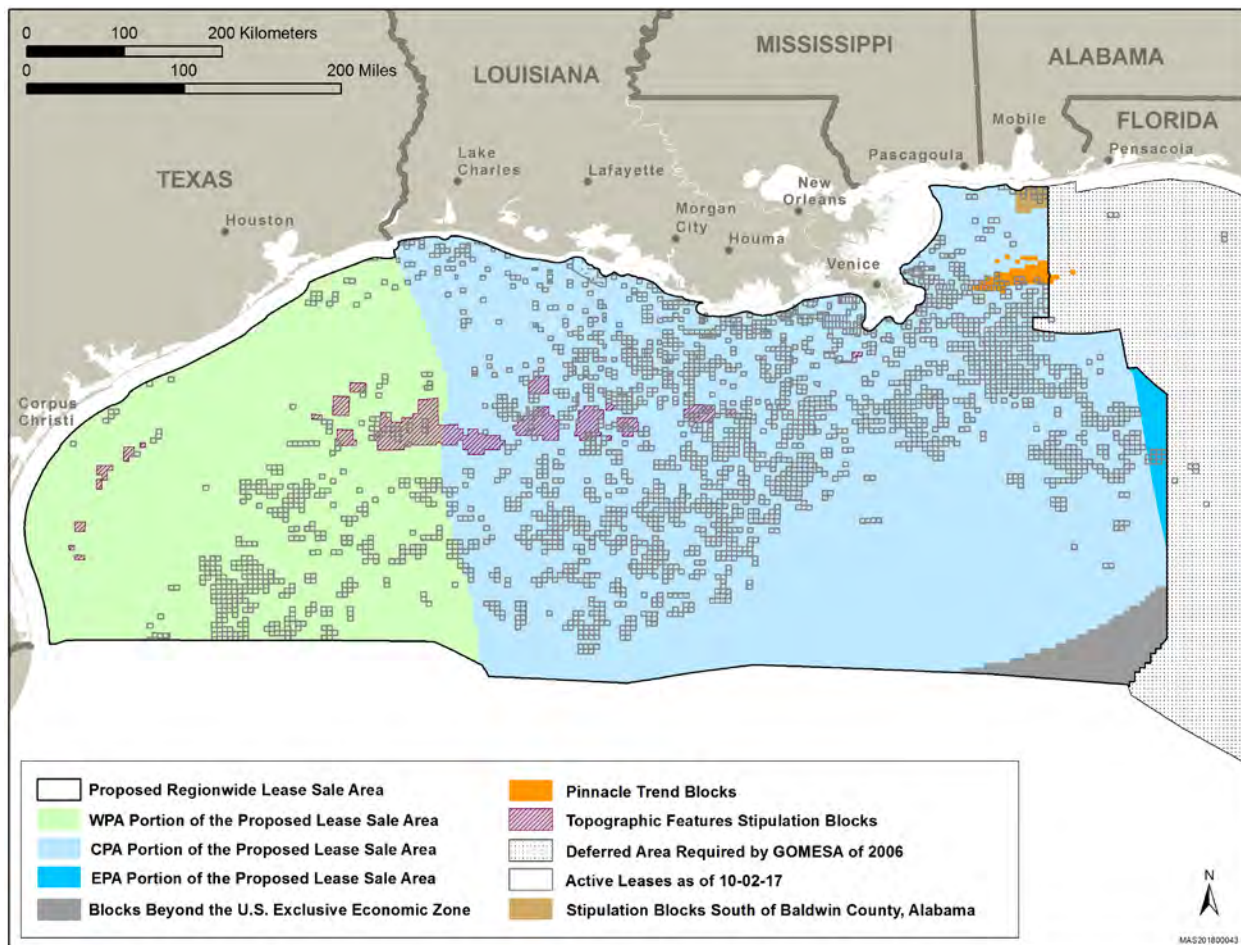 0 100 200 Kilometers
0 100 200 Miles
MISSISSIPPI
ALABAMA
LOUISIANA
FLORIDA
TEXAS
Mobile
Pensacola
Pascagoula
Lake
Charles
Lafayette
New
Orleans
Morgan
City
Houma
Houston
Venice
Corpus
Christi
Proposed Regionwide Lease Sale Area
WPA Portion of the Proposed Lease Sale Area
CPA Portion of the Proposed Lease Sale Area
EPA Portion of the Proposed Lease Sale Area
Blocks Beyond the U.S. Exclusive Economic Zone
Pinnacle Trend Blocks
Topographic Features Stipulation Blocks
Deferred Area Required by GOMESA of 2006
Active Leases as of 10-02-17
Stipulation Blocks South of Baldwin County, Alabama
N
MAS201800043